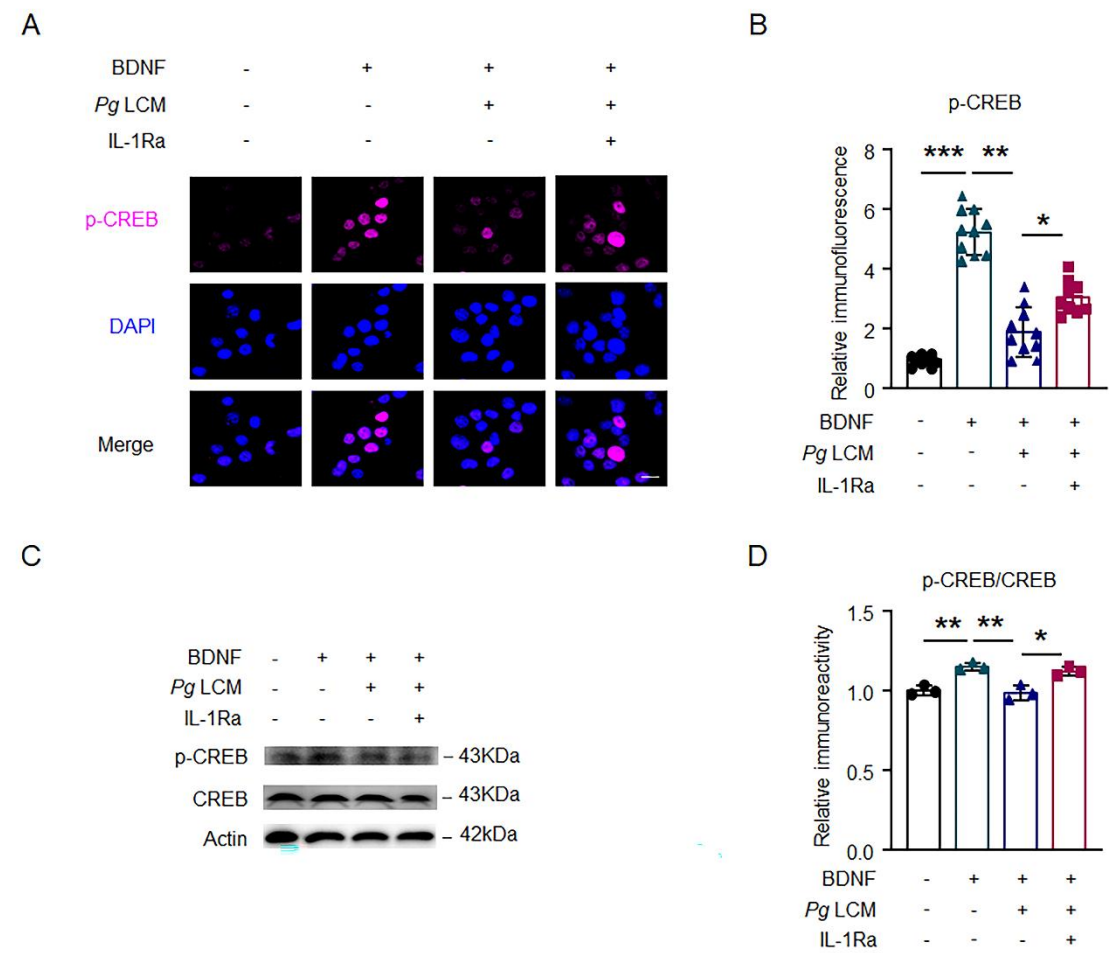 A
BDNF - + + +
Pg LCM - - + +
IL-1Ra - - - +
p-CREB
DAPI
Merge
B
p-CREB
Relative immunofluorescence
8
6
4
2
0
*** **
*
BDNF - + + +
Pg LCM - - + +
IL-1Ra - - - +
C
BDNF - + + +
Pg LCM - - + +
IL-1Ra - - - +
p-CREB – 43KDa
CREB – 43KDa
Actin – 42kDa
D
p-CREB/CREB
Relative immunoreactivity
1.5
1.0
0.5
0.0
** **
*
BDNF - + + +
Pg LCM - - + +
IL-1Ra - - - +